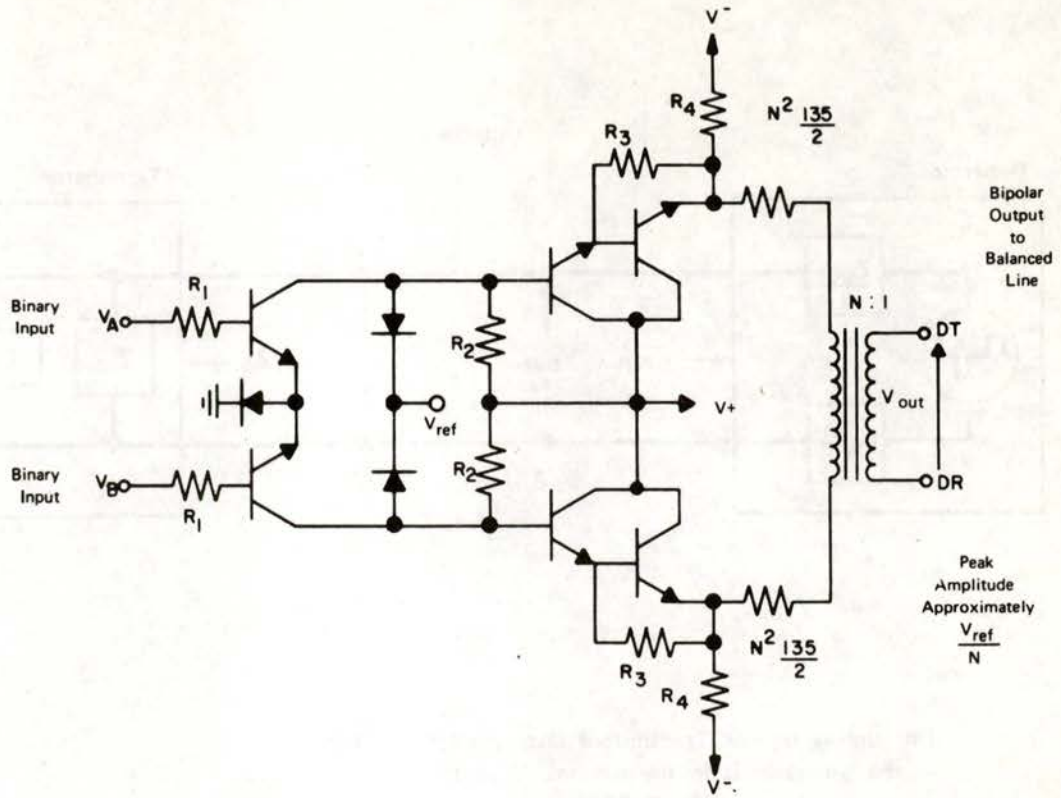 V-
R4
N² 135/2
R3
Bipolar
Output
to
Balanced
Line
Binary
Input
VA
R1
R2
N : 1
DT
Vref
V+
Vout
R2
Binary
Input
VB
R1
DR
Peak
Amplitude
Approximately
Vref/N
R3
N² 135/2
R4
V-